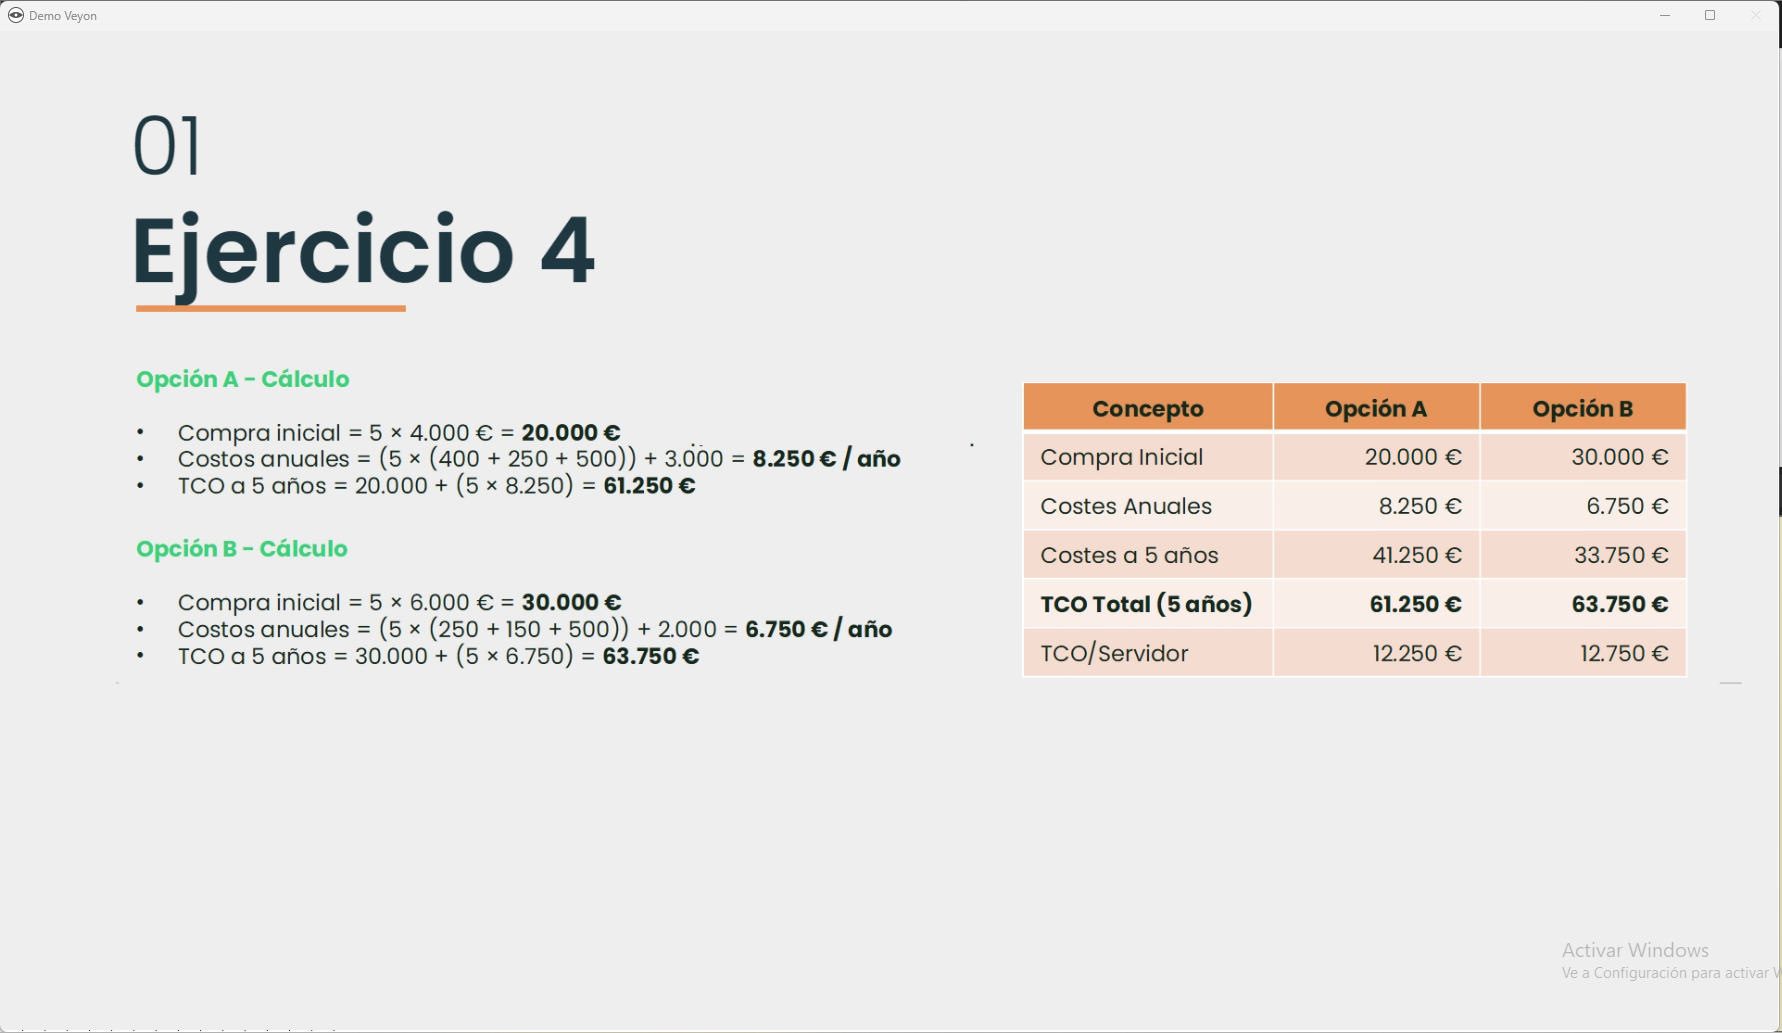 Demo Veyon
01
Ejercicio 4
Opción A - Cálculo
• Compra inicial = 5 × 4.000 € = 20.000 €
• Costos anuales = (5 × (400 + 250 + 500)) + 3.000 = 8.250 € / año
• TCO a 5 años = 20.000 + (5 × 8.250) = 61.250 €
Opción B - Cálculo
• Compra inicial = 5 × 6.000 € = 30.000 €
• Costos anuales = (5 × (250 + 150 + 500)) + 2.000 = 6.750 € / año
• TCO a 5 años = 30.000 + (5 × 6.750) = 63.750 €
Concepto Opción A Opción B
Compra Inicial 20.000 € 30.000 €
Costes Anuales 8.250 € 6.750 €
Costes a 5 años 41.250 € 33.750 €
TCO Total (5 años) 61.250 € 63.750 €
TCO/Servidor 12.250 € 12.750 €
Activar Windows
Ve a Configuración para activar W